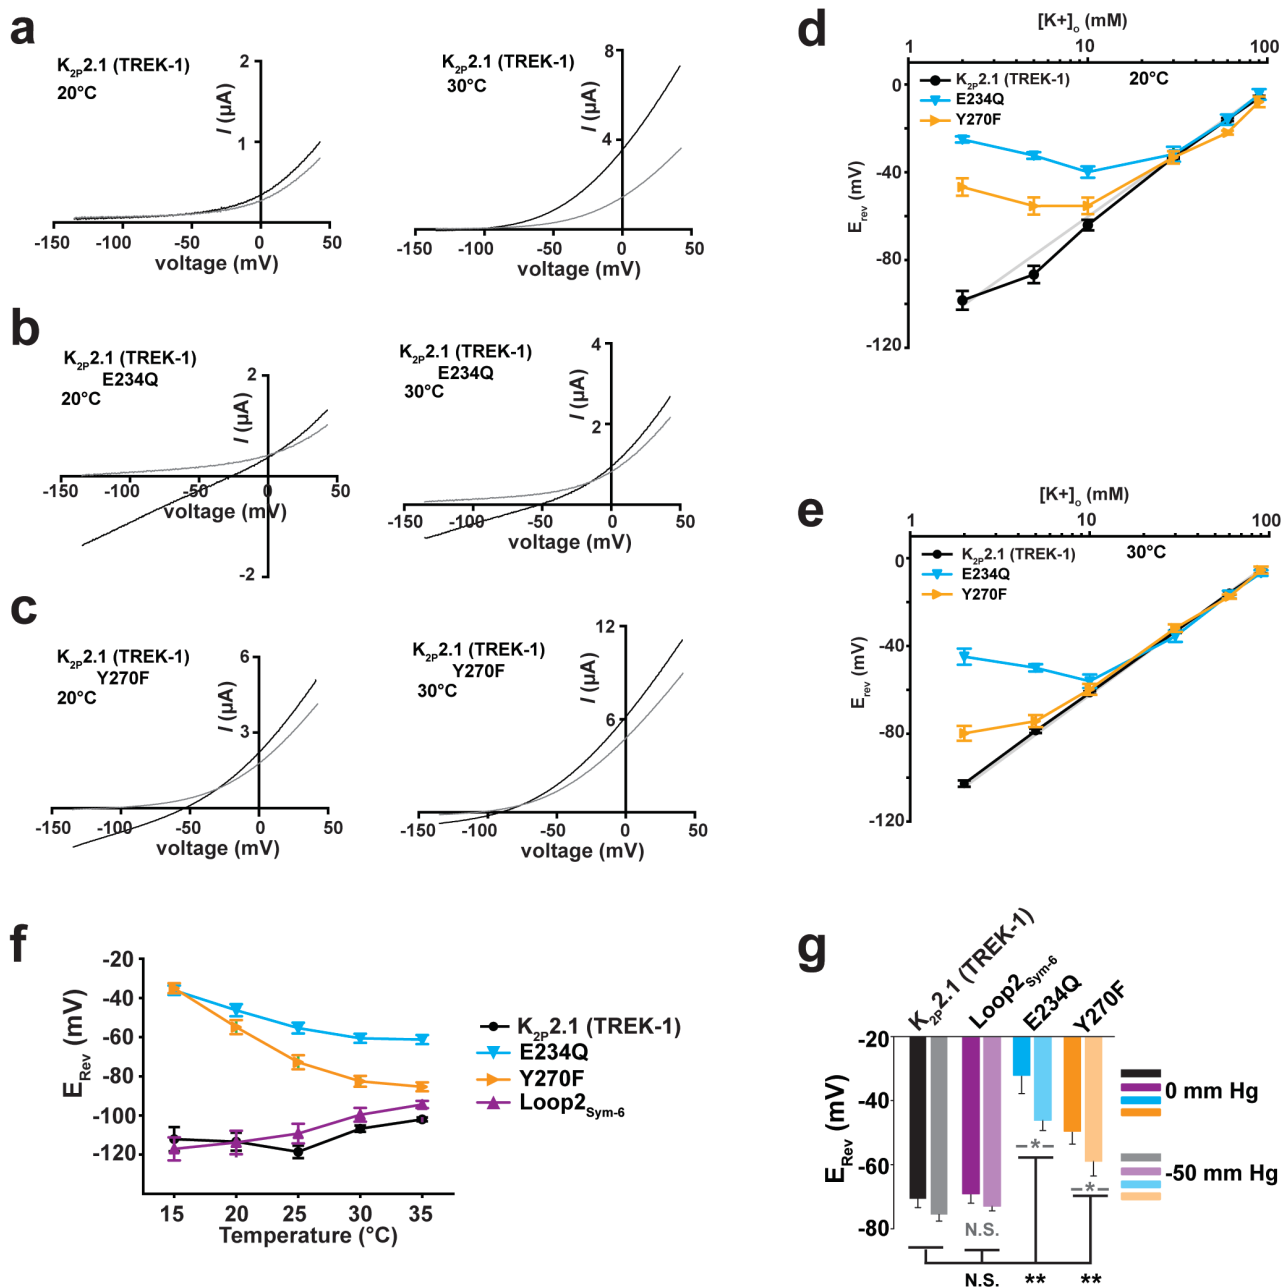 a
K2P2.1 (TREK-1)
20°C
I (µA)
2
1
-150 -100 -50 0 50
voltage (mV)
K2P2.1 (TREK-1)
30°C
I (µA)
8
4
-150 -100 -50 0 50
voltage (mV)
b
K2P2.1 (TREK-1)
E234Q
20°C
I (µA)
2
-2
-150 -100 -50 0 50
voltage (mV)
K2P2.1 (TREK-1)
E234Q
30°C
I (µA)
4
2
-150 -100 -50 0 50
voltage (mV)
c
K2P2.1 (TREK-1)
Y270F
20°C
I (µA)
6
3
-150 -100 -50 0 50
voltage (mV)
K2P2.1 (TREK-1)
Y270F
30°C
I (µA)
12
6
-150 -100 -50 0 50
voltage (mV)
d
[K+]o (mM)
1 10 100
K2P2.1 (TREK-1)
E234Q
Y270F
20°C
Erev (mV)
0
-40
-80
-120
e
[K+]o (mM)
1 10 100
K2P2.1 (TREK-1)
E234Q
Y270F
30°C
Erev (mV)
0
-40
-80
-120
f
ERev (mV)
-20
-40
-60
-80
-100
-120
15 20 25 30 35
Temperature (°C)
K2P2.1 (TREK-1)
E234Q
Y270F
Loop2Sym-6
g
K2P2.1 (TREK-1)
Loop2Sym-6
E234Q
Y270F
ERev (mV)
-20
-40
-60
-80
0 mm Hg
-50 mm Hg
*
*
N.S.
N.S. ** **